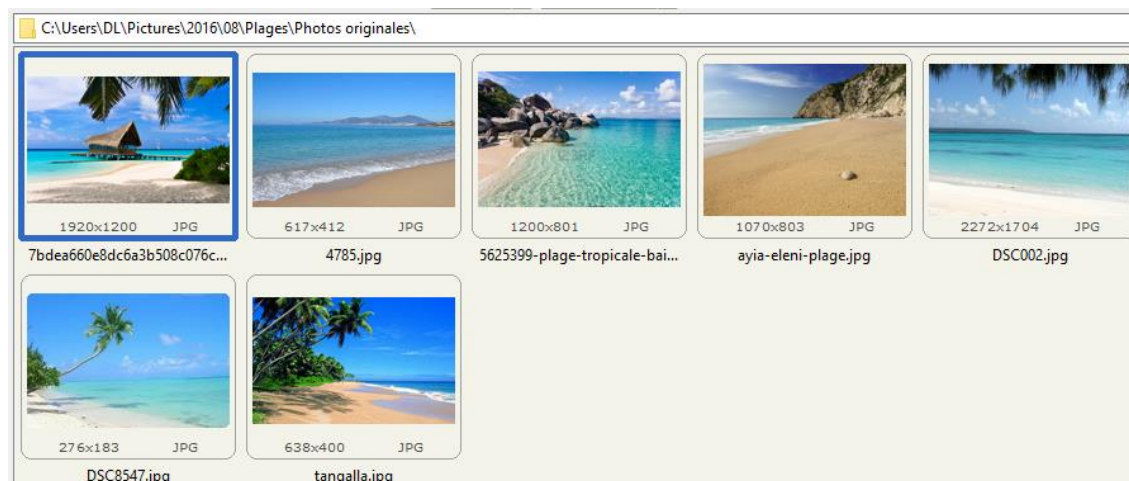 C:\Users\DL\Pictures\2016\08\Plages\Photos originales\
1920x1200 JPG
617x412 JPG
1200x801 JPG
1070x803 JPG
2272x1704 JPG
7bdea660e8dc6a3b508c076c...
4785.jpg
5625399-plage-tropicale-bai...
ayia-eleni-plage.jpg
DSC002.jpg
276x183 JPG
638x400 JPG
DSC8547.jpg
tangalla.jpg